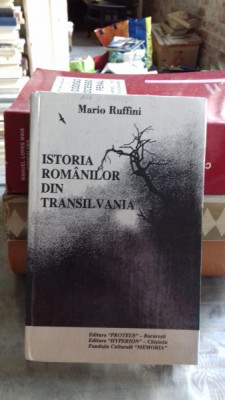 Mario Ruffini
ISTORIA
ROMÂNILOR
DIN
TRANSILVANIA
Editura "PROTEUS" - Bucureşti
Editura "HYPERION" - Chişinău
Fundaţia Culturală "MEMORIA"